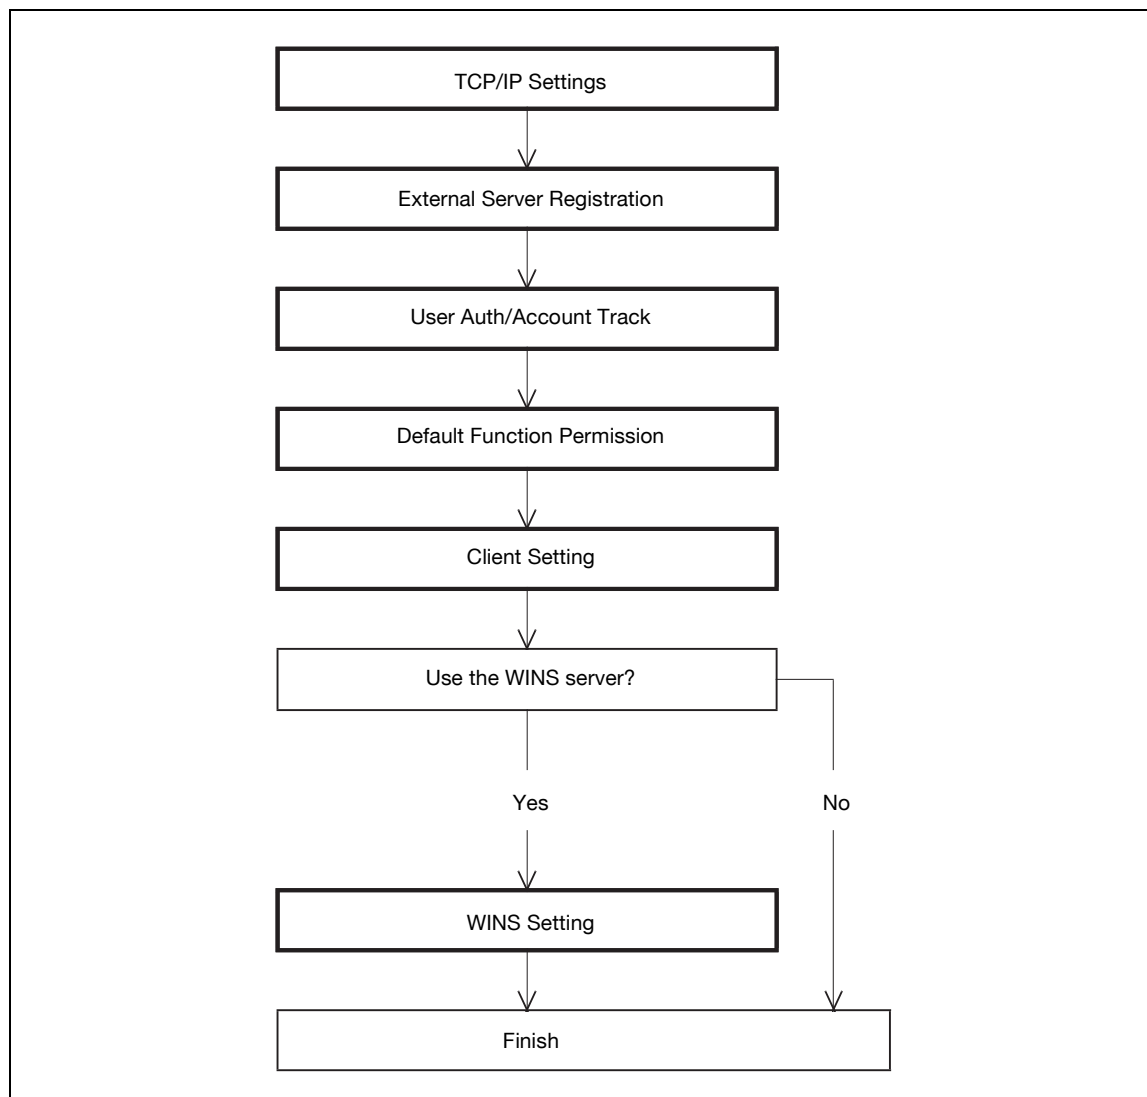 TCP/IP Settings
External Server Registration
User Auth/Account Track
Default Function Permission
Client Setting
Use the WINS server?
Yes
No
WINS Setting
Finish